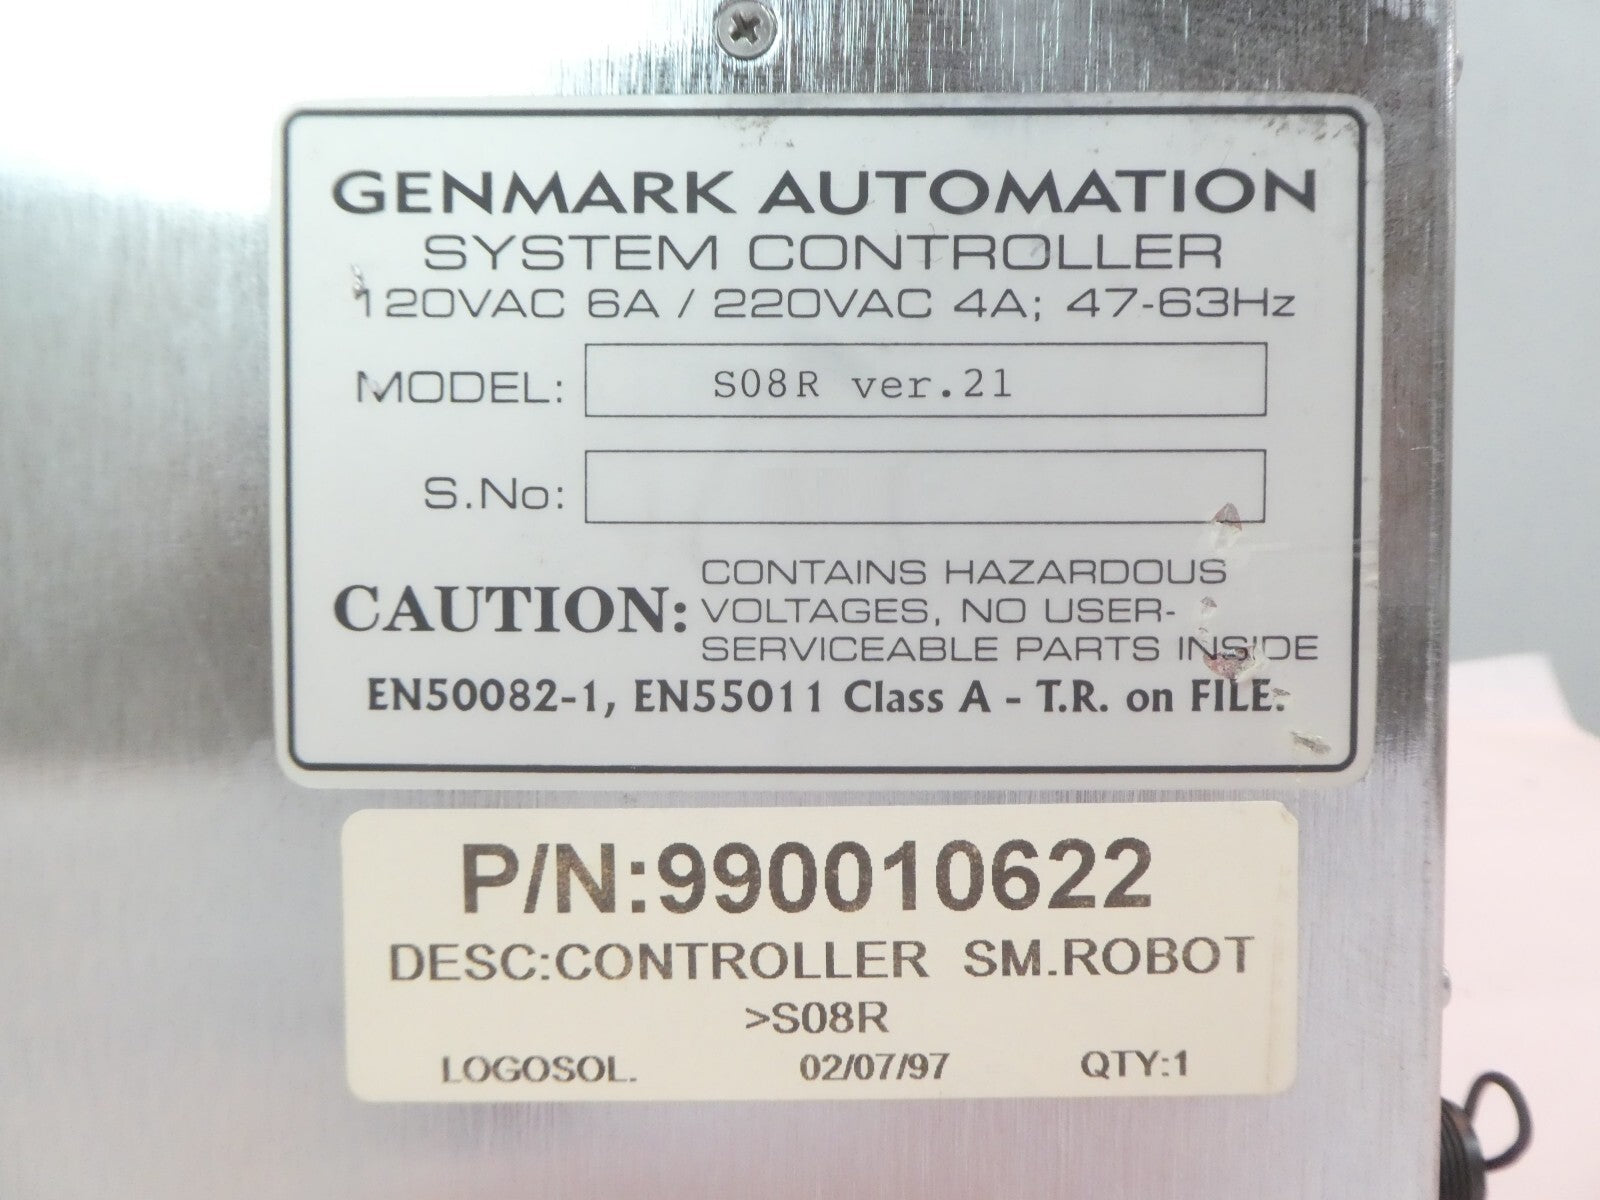 GENMARK AUTOMATION
SYSTEM CONTROLLER
120VAC 6A / 220VAC 4A; 47-63Hz
MODEL: S08R ver.21
S.No:
CAUTION: CONTAINS HAZARDOUS
VOLTAGES, NO USER-
SERVICEABLE PARTS INSIDE
EN50082-1, EN55011 Class A - T.R. on FILE.
P/N:990010622
DESC:CONTROLLER SM.ROBOT
>S08R
LOGOSOL. 02/07/97 QTY:1